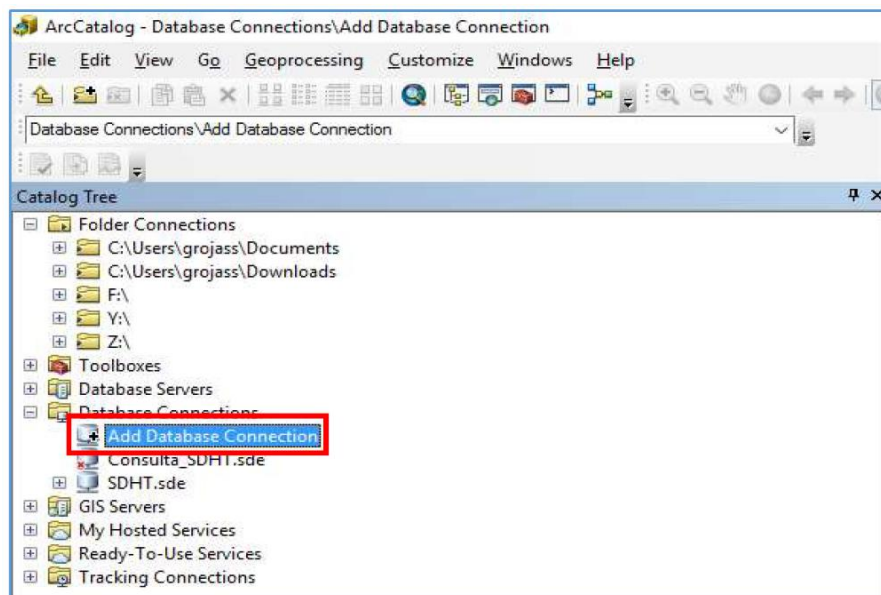 ArcCatalog - Database Connections\Add Database Connection
File Edit View Go Geoprocessing Customize Windows Help
Database Connections\Add Database Connection
Catalog Tree
Folder Connections
C:\Users\grojass\Documents
C:\Users\grojass\Downloads
F:\
Y:\
Z:\
Toolboxes
Database Servers
Database Connections
Add Database Connection
Consulta_SDHT.sde
SDHT.sde
GIS Servers
My Hosted Services
Ready-To-Use Services
Tracking Connections